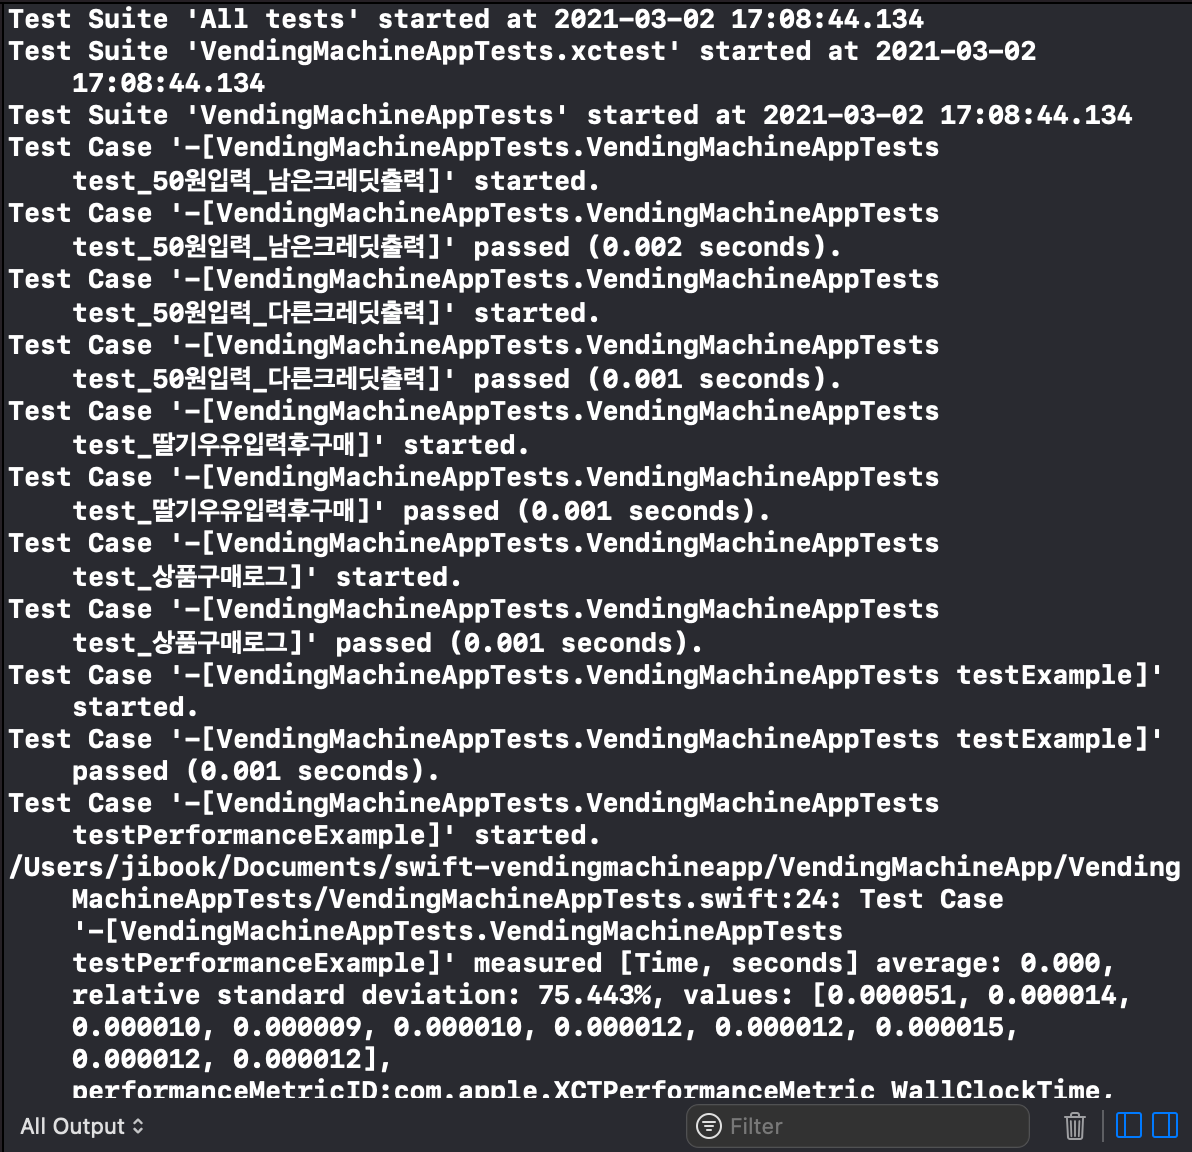 Test Suite 'All tests' started at 2021-03-02 17:08:44.134
Test Suite 'VendingMachineAppTests.xctest' started at 2021-03-02
17:08:44.134
Test Suite 'VendingMachineAppTests' started at 2021-03-02 17:08:44.134
Test Case '-[VendingMachineAppTests.VendingMachineAppTests
test_50원입력_남은크레딧출력]' started.
Test Case '-[VendingMachineAppTests.VendingMachineAppTests
test_50원입력_남은크레딧출력]' passed (0.002 seconds).
Test Case '-[VendingMachineAppTests.VendingMachineAppTests
test_50원입력_다른크레딧출력]' started.
Test Case '-[VendingMachineAppTests.VendingMachineAppTests
test_50원입력_다른크레딧출력]' passed (0.001 seconds).
Test Case '-[VendingMachineAppTests.VendingMachineAppTests
test_딸기우유입력후구매]' started.
Test Case '-[VendingMachineAppTests.VendingMachineAppTests
test_딸기우유입력후구매]' passed (0.001 seconds).
Test Case '-[VendingMachineAppTests.VendingMachineAppTests
test_상품구매로그]' started.
Test Case '-[VendingMachineAppTests.VendingMachineAppTests
test_상품구매로그]' passed (0.001 seconds).
Test Case '-[VendingMachineAppTests.VendingMachineAppTests testExample]'
started.
Test Case '-[VendingMachineAppTests.VendingMachineAppTests testExample]'
passed (0.001 seconds).
Test Case '-[VendingMachineAppTests.VendingMachineAppTests
testPerformanceExample]' started.
/Users/jibook/Documents/swift-vendingmachineapp/VendingMachineApp/Vending
MachineAppTests/VendingMachineAppTests.swift:24: Test Case
'-[VendingMachineAppTests.VendingMachineAppTests
testPerformanceExample]' measured [Time, seconds] average: 0.000,
relative standard deviation: 75.443%, values: [0.000051, 0.000014,
0.000010, 0.000009, 0.000010, 0.000012, 0.000012, 0.000015,
0.000012, 0.000012],
performanceMetricID:com.apple.XCTPerformanceMetric_WallClockTime,
All Output
Filter